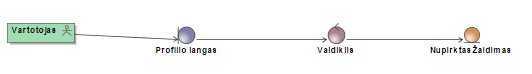 Vartotojas
Profilio langas
Valdiklis
NupirktasŽaidimas